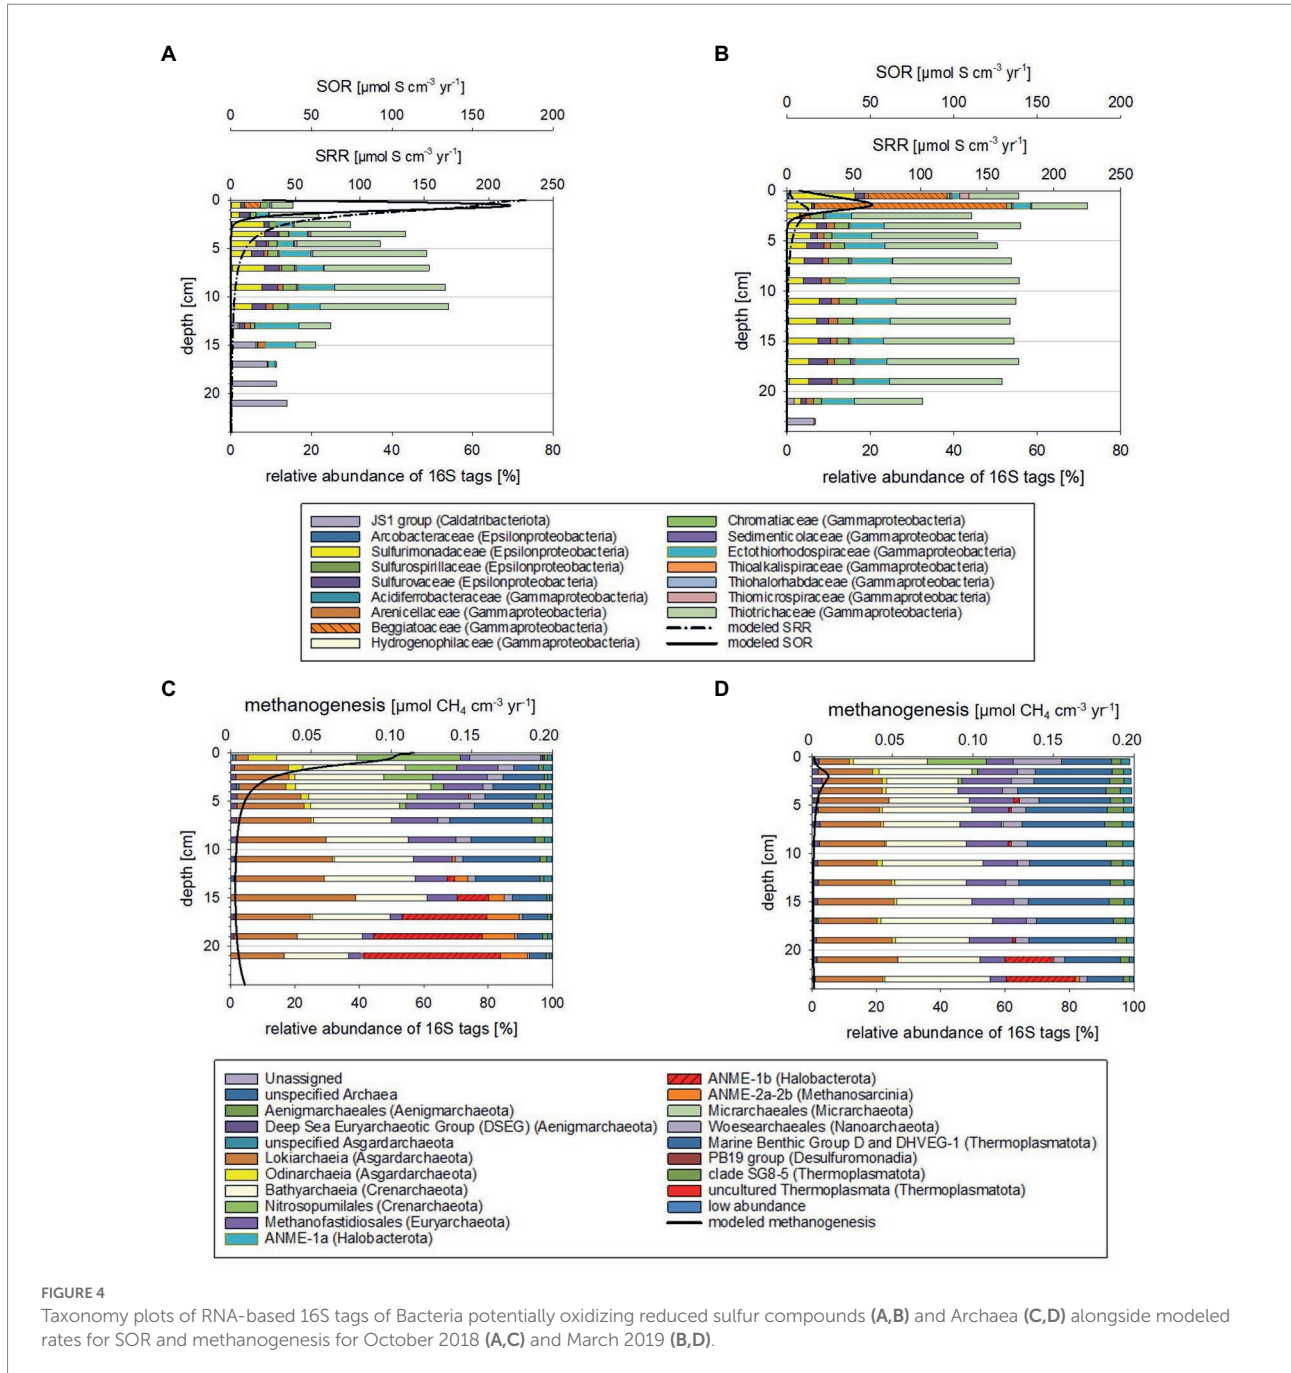 A
SOR [µmol S cm-3 yr-1]
0 50 100 150 200
SRR [µmol S cm-3 yr-1]
0 50 100 150 200 250
0
5
10
15
20
depth [cm]
0 20 40 60 80
relative abundance of 16S tags [%]
B
SOR [µmol S cm-3 yr-1]
0 50 100 150 200
SRR [µmol S cm-3 yr-1]
0 50 100 150 200 250
0
5
10
15
20
depth [cm]
0 20 40 60 80
relative abundance of 16S tags [%]
JS1 group (Caldatribacteriota)
Arcobacteraceae (Epsilonproteobacteria)
Sulfurimonadaceae (Epsilonproteobacteria)
Sulfurospirillaceae (Epsilonproteobacteria)
Sulfurovaceae (Epsilonproteobacteria)
Acidiferrobacteraceae (Gammaproteobacteria)
Arenicellaceae (Gammaproteobacteria)
Beggiatoaceae (Gammaproteobacteria)
Hydrogenophilaceae (Gammaproteobacteria)
Chromatiaceae (Gammaproteobacteria)
Sedimenticolaceae (Gammaproteobacteria)
Ectothiorhodospiraceae (Gammaproteobacteria)
Thioalkalispiraceae (Gammaproteobacteria)
Thiohalorhabdaceae (Gammaproteobacteria)
Thiomicrospiraceae (Gammaproteobacteria)
Thiotrichaceae (Gammaproteobacteria)
modeled SRR
modeled SOR
C
methanogenesis [µmol CH4 cm-3 yr-1]
0 0.05 0.10 0.15 0.20
0
5
10
15
20
depth [cm]
0 20 40 60 80 100
relative abundance of 16S tags [%]
D
methanogenesis [µmol CH4 cm-3 yr-1]
0 0.05 0.10 0.15 0.20
0
5
10
15
20
depth [cm]
0 20 40 60 80 100
relative abundance of 16S tags [%]
Unassigned
unspecified Archaea
Aenigmarchaeales (Aenigmarchaeota)
Deep Sea Euryarchaeotic Group (DSEG) (Aenigmarchaeota)
unspecified Asgardarchaeota
Lokiarchaeia (Asgardarchaeota)
Odinarchaeia (Asgardarchaeota)
Bathyarchaeia (Crenarchaeota)
Nitrosopumilales (Crenarchaeota)
Methanofastidiosales (Euryarchaeota)
ANME-1a (Halobacterota)
ANME-1b (Halobacterota)
ANME-2a-2b (Methanosarcinia)
Micrarchaeales (Micrarchaeota)
Woesearchaeales (Nanoarchaeota)
Marine Benthic Group D and DHVEG-1 (Thermoplasmatota)
PB19 group (Desulfuromonadia)
clade SG8-5 (Thermoplasmatota)
uncultured Thermoplasmata (Thermoplasmatota)
low abundance
modeled methanogenesis
FIGURE 4
Taxonomy plots of RNA-based 16S tags of Bacteria potentially oxidizing reduced sulfur compounds (A,B) and Archaea (C,D) alongside modeled
rates for SOR and methanogenesis for October 2018 (A,C) and March 2019 (B,D).